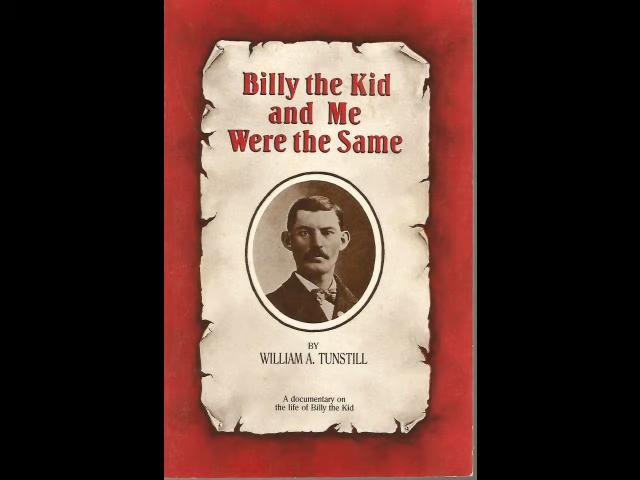 Billy the Kid
and Me
Were the Same
BY
WILLIAM A. TUNSTILL
A documentary on
the life of Billy the Kid